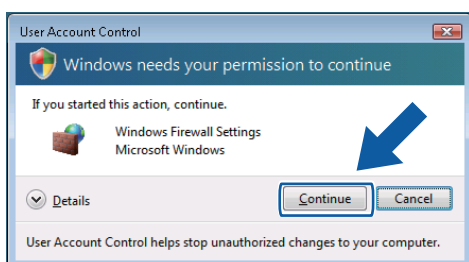 User Account Control
Windows needs your permission to continue
If you started this action, continue.
Windows Firewall Settings
Microsoft Windows
Details
Continue
Cancel
User Account Control helps stop unauthorized changes to your computer.